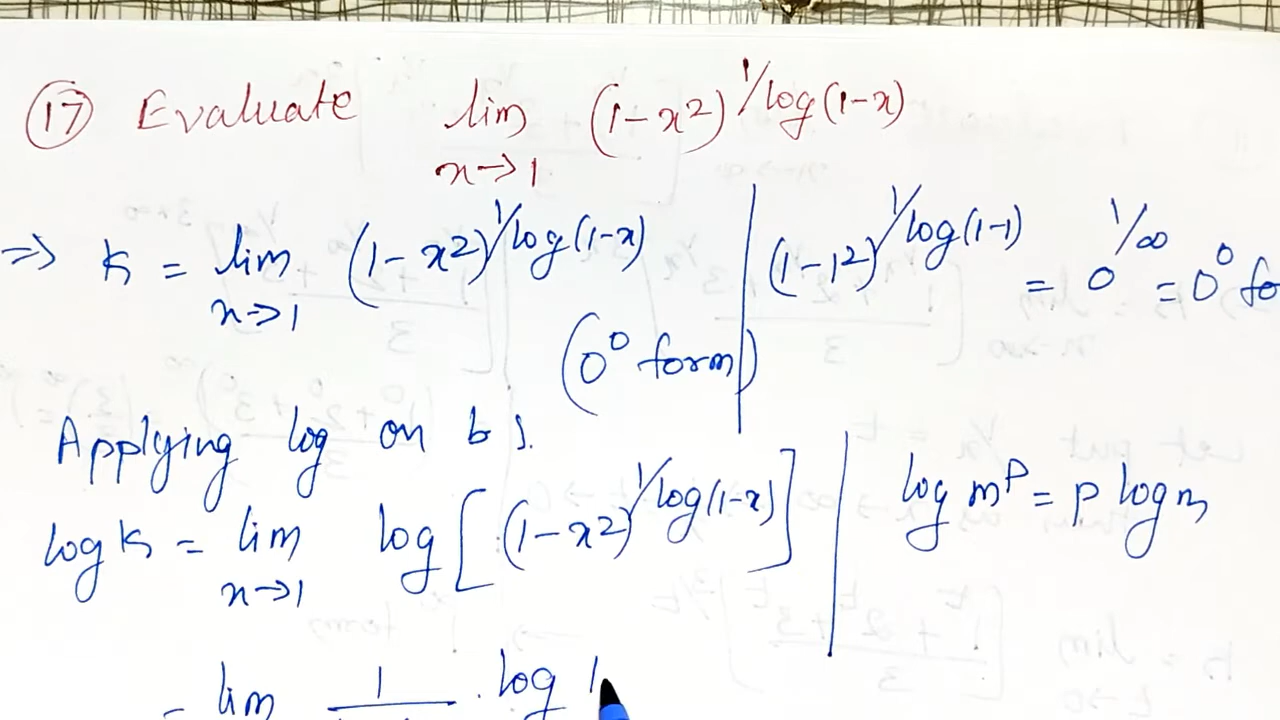 (17) Evaluate lim x→1 (1-x²)^1/log(1-x)
⇒ k = lim x→1 (1-x²)^1/log(1-x) | (1-1²)^1/log(1-1) = 0^1/∞ = 0⁰ fo
(0⁰ form)
Applying log on b s.
log k = lim x→1 log [(1-x²)^1/log(1-x)] | log m^p = p log m
= lim 1 . log